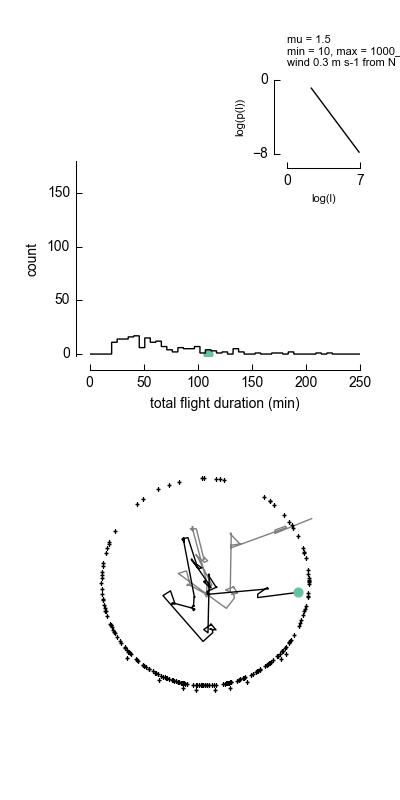 mu = 1.5
min = 10, max = 1000_
wind 0.3 m s-1 from N
0
log(p(l))
−8
0
7
log(l)
150
100
count
50
0
0
50
100
150
200
250
total flight duration (min)